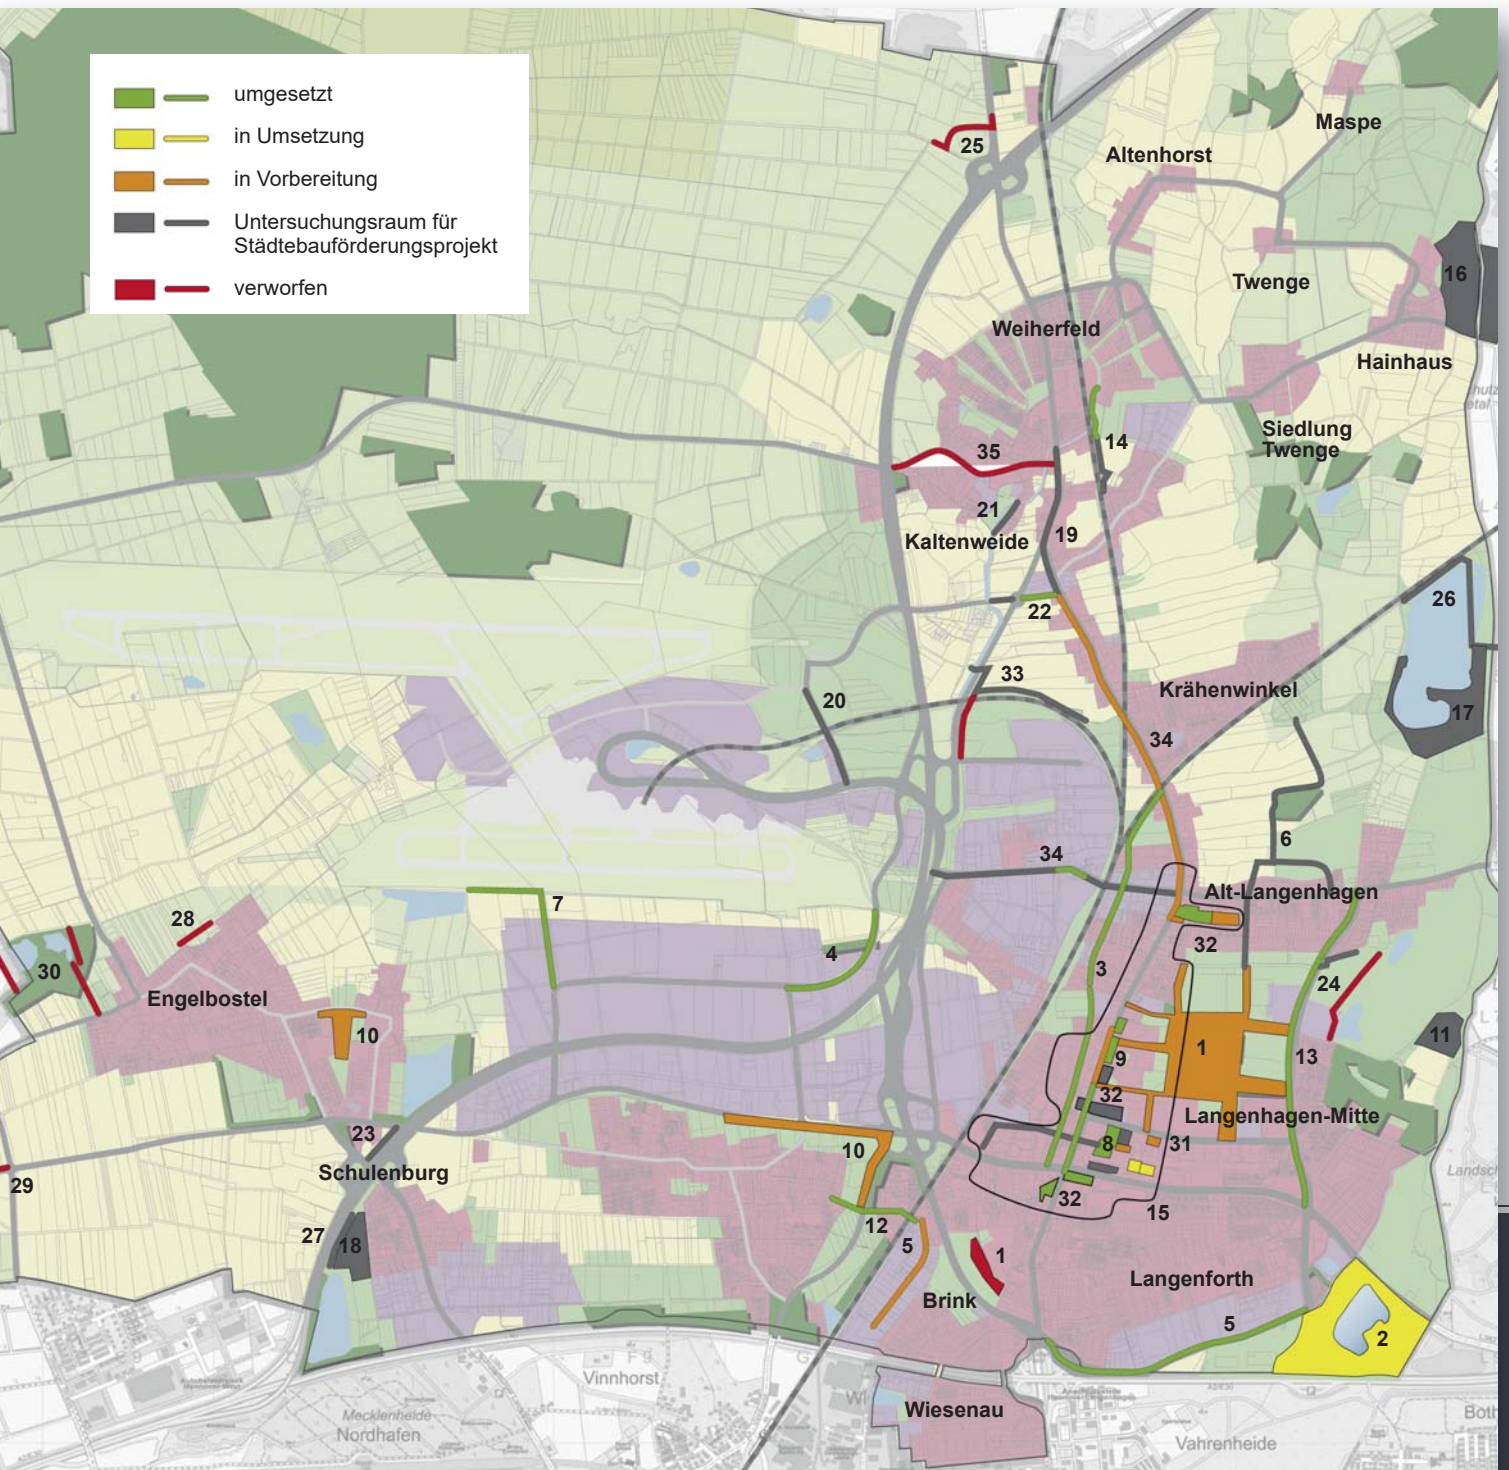 umgesetzt
in Umsetzung
in Vorbereitung
Untersuchungsraum für
Städtebauförderungsprojekt
verworfen
25
Maspe
Altenhorst
16
Twenge
Weiherfeld
Hainhaus
Siedlung
Twenge
14
35
21
19
Kaltenweide
26
22
33
Krähenwinkel
20
17
34
6
34
Alt-Langenhagen
7
28
32
4
3
30
24
Engelbostel
10
11
1
13
9
32
Langenhagen-Mitte
23
8
31
10
Schulenburg
29
32
15
12
27
18
5
1
Langenforth
Brink
5
2
Vinnhorst
Wiesenau
Mecklenheide
Nordhafen
Vahrenheide
Both